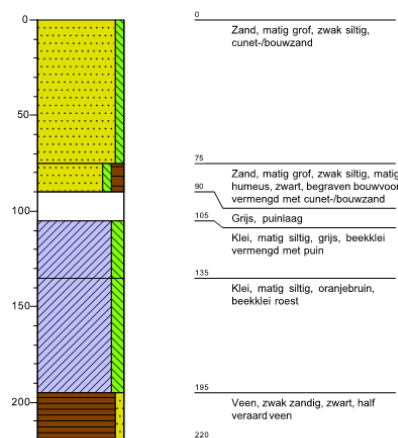 0
Zand, matig grof, zwak siltig,
cunet-/bouwzand
0
50
75
Zand, matig grof, zwak siltig, matig
humeus, zwart, begraven bouwvoor
vermengd met cunet-/bouwzand
90
100
105
Grijs, puinlaag
Klei, matig siltig, grijs, beekklei
vermengd met puin
135
Klei, matig siltig, oranjebruin,
beekklei roest
150
195
Veen, zwak zandig, zwart, half
veraard veen
200
220